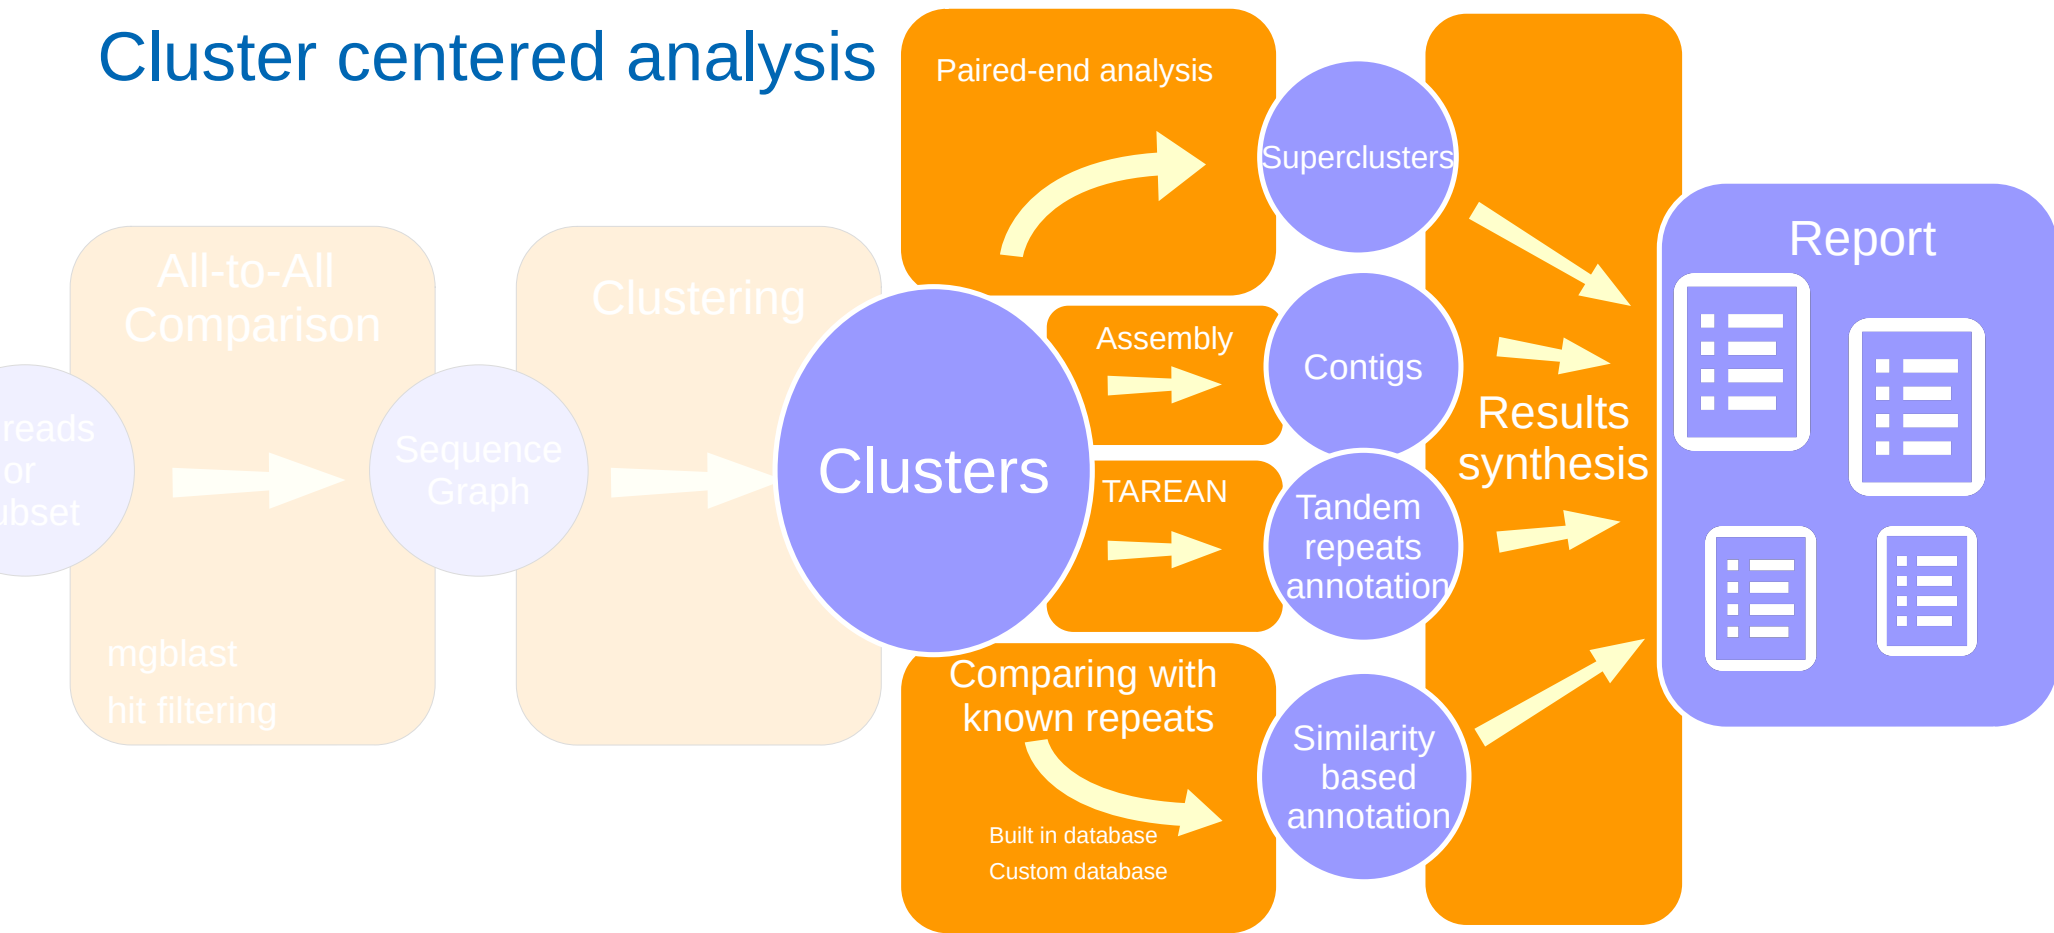 Cluster centered analysis
All-to-All
Comparison
reads
or
mgblast
hit filtering
Sequence
Graph
Clustering
Clusters
Paired-end analysis
Superclusters
Assembly
Contigs
TAREAN
Tandem
repeats
annotation
Comparing with
known repeats
Built in database
Custom database
Similarity
based
annotation
Results
synthesis
Report